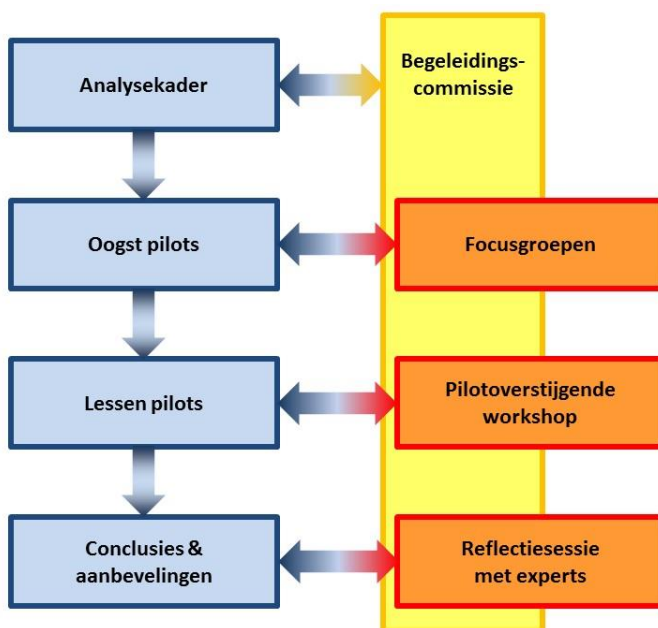 Analysekader
Begeleidings-
commissie
Oogst pilots
Focusgroepen
Lessen pilots
Pilotoverstijgende
workshop
Conclusies &
aanbevelingen
Reflectiesessie
met experts